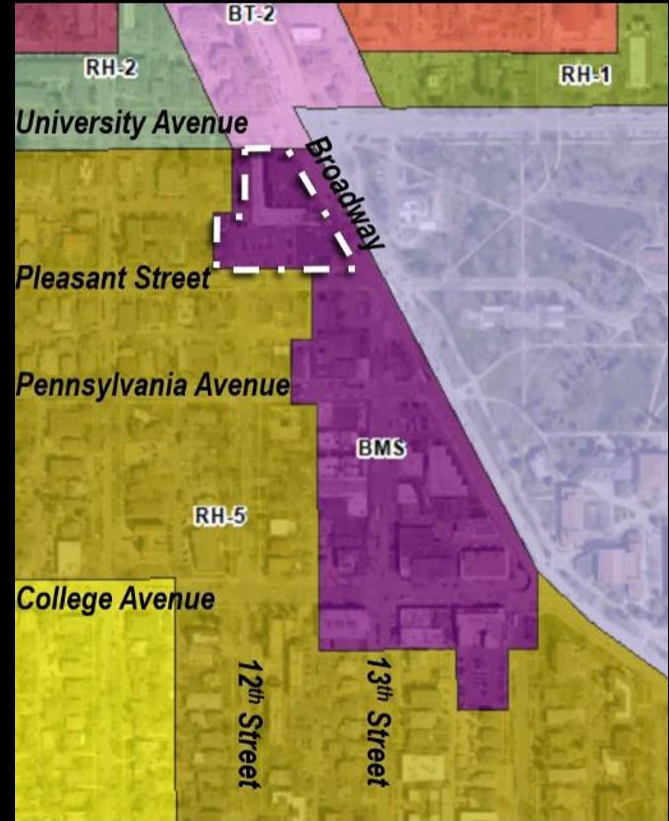 BT-2
RH-2
RH-1
University Avenue
Broadway
Pleasant Street
Pennsylvania Avenue
BMS
RH-5
College Avenue
12th Street
13th Street